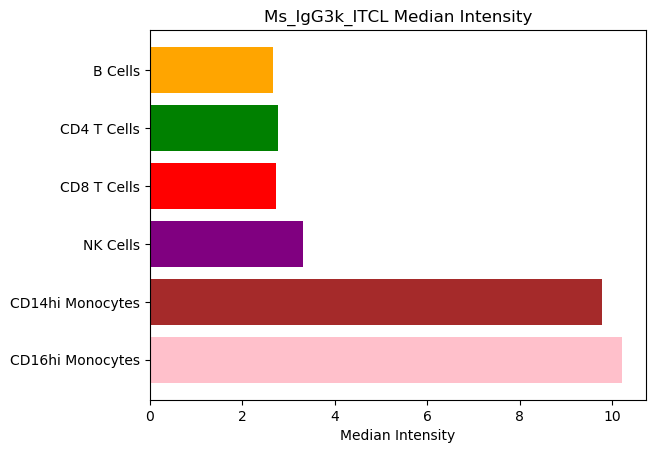 Ms_IgG3k_ITCL Median Intensity
B Cells
CD4 T Cells
CD8 T Cells
NK Cells
CD14hi Monocytes
CD16hi Monocytes
0 2 4 6 8 10
Median Intensity